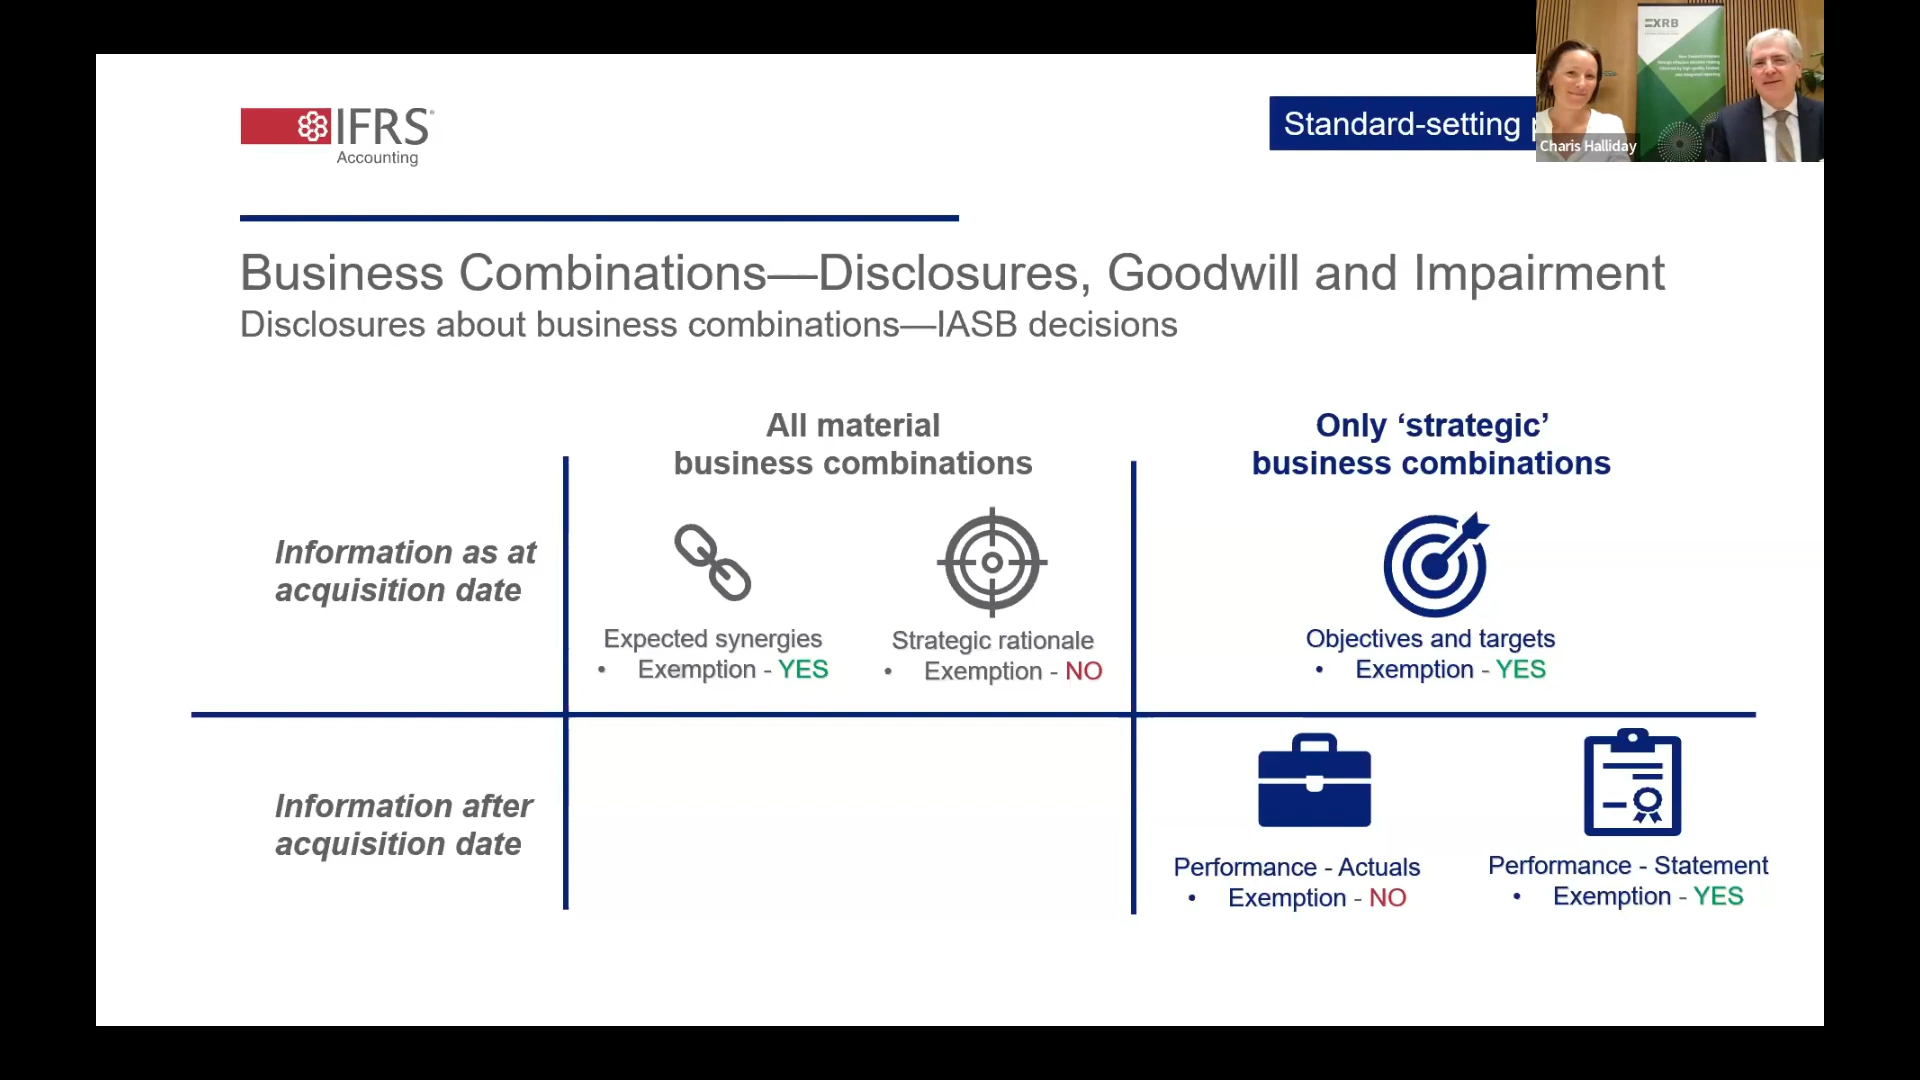 IFRS
Accounting
Standard-setting
XRB
Charis Halliday
Business Combinations—Disclosures, Goodwill and Impairment
Disclosures about business combinations—IASB decisions
All material
business combinations
Only ‘strategic’
business combinations
Information as at
acquisition date
Expected synergies
• Exemption - YES
Strategic rationale
• Exemption - NO
Objectives and targets
• Exemption - YES
Information after
acquisition date
Performance - Actuals
• Exemption - NO
Performance - Statement
• Exemption - YES